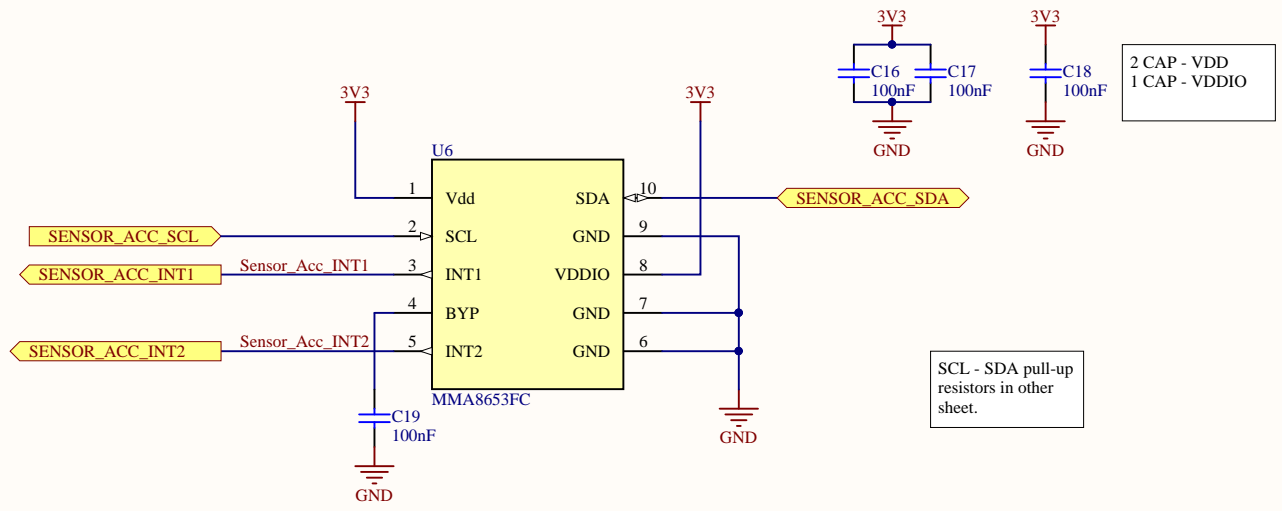 3V3
3V3
C16
100nF
C17
100nF
C18
100nF
2 CAP - VDD
1 CAP - VDDIO
GND
GND
3V3
3V3
U6
1
Vdd
SDA
10
SENSOR_ACC_SDA
SENSOR_ACC_SCL
2
SCL
GND
9
SENSOR_ACC_INT1
Sensor_Acc_INT1
3
INT1
VDDIO
8
4
BYP
GND
7
SENSOR_ACC_INT2
Sensor_Acc_INT2
5
INT2
GND
6
MMA8653FC
C19
100nF
GND
GND
SCL - SDA pull-up
resistors in other
sheet.